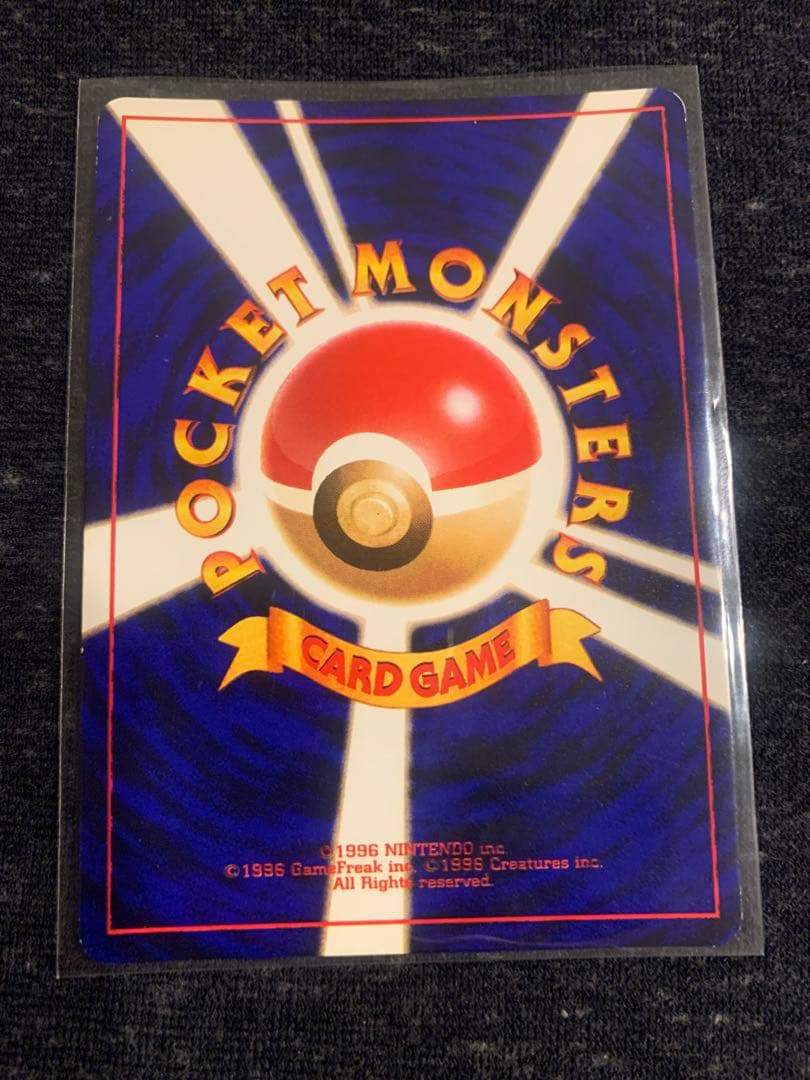 POCKET MONSTERS
CARD GAME
©1996 NINTENDO inc.
©1996 GameFreak inc. ©1996 Creatures inc.
All Rights reserved.